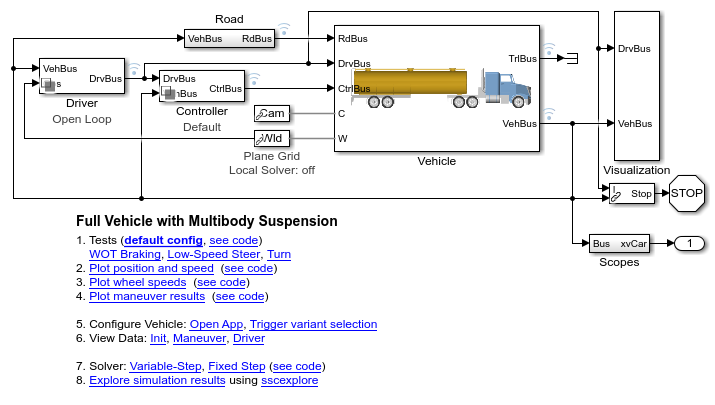 Road
VehBus RdBus
VehBus
s
DrvBus
Driver
Open Loop
DrvBus
nBus
CtrlBus
Controller
Default
Cam
Wld
Plane Grid
Local Solver: off
RdBus
DrvBus
CtrlBus
C
W
TrlBus
VehBus
Vehicle
DrvBus
VehBus
Visualization
Stop
STOP
Bus xvCar
Scopes
1
Full Vehicle with Multibody Suspension
1. Tests (default config, see code)
WOT Braking, Low-Speed Steer, Turn
2. Plot position and speed (see code)
3. Plot wheel speeds (see code)
4. Plot maneuver results (see code)
5. Configure Vehicle: Open App, Trigger variant selection
6. View Data: Init, Maneuver, Driver
7. Solver: Variable-Step, Fixed Step (see code)
8. Explore simulation results using sscexplore